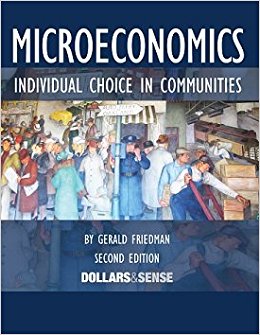 MICROECONOMICS
INDIVIDUAL CHOICE IN COMMUNITIES
BY GERALD FRIEDMAN
SECOND EDITION
DOLLARS&SENSE